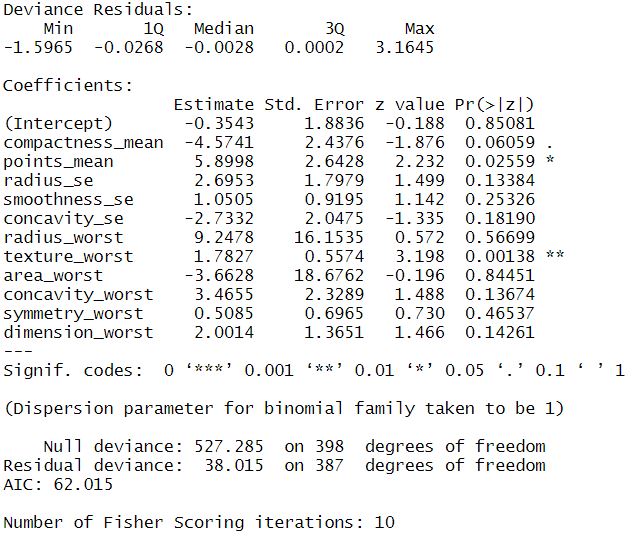 Deviance Residuals:
    Min       1Q   Median       3Q      Max
-1.5965  -0.0268  -0.0028   0.0002   3.1645
Coefficients:
                 Estimate Std. Error z value Pr(>|z|)
(Intercept)       -0.3543     1.8836  -0.188  0.85081
compactness_mean  -4.5741     2.4376  -1.876  0.06059 .
points_mean        5.8998     2.6428   2.232  0.02559 *
radius_se          2.6953     1.7979   1.499  0.13384
smoothness_se      1.0505     0.9195   1.142  0.25326
concavity_se      -2.7332     2.0475  -1.335  0.18190
radius_worst       9.2478    16.1535   0.572  0.56699
texture_worst      1.7827     0.5574   3.198  0.00138 **
area_worst        -3.6628    18.6762  -0.196  0.84451
concavity_worst    3.4655     2.3289   1.488  0.13674
symmetry_worst     0.5085     0.6965   0.730  0.46537
dimension_worst    2.0014     1.3651   1.466  0.14261
---
Signif. codes:  0 ‘***’ 0.001 ‘**’ 0.01 ‘*’ 0.05 ‘.’ 0.1 ‘ ’ 1
(Dispersion parameter for binomial family taken to be 1)
    Null deviance: 527.285  on 398  degrees of freedom
Residual deviance:  38.015  on 387  degrees of freedom
AIC: 62.015
Number of Fisher Scoring iterations: 10